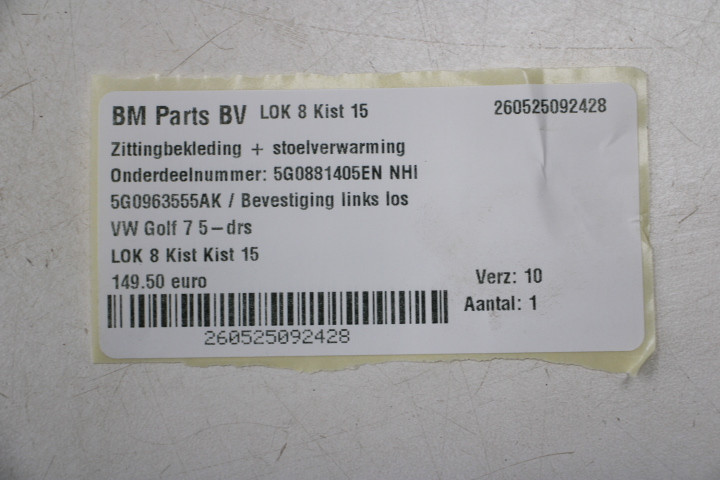 BM Parts BV LOK 8 Kist 15 260525092428
Zittingbekleding + stoelverwarming
Onderdeelnummer: 5G0881405EN NHI
5G0963555AK / Bevestiging links los
VW Golf 7 5-drs
LOK 8 Kist Kist 15
149.50 euro Verz: 10
Aantal: 1
260525092428